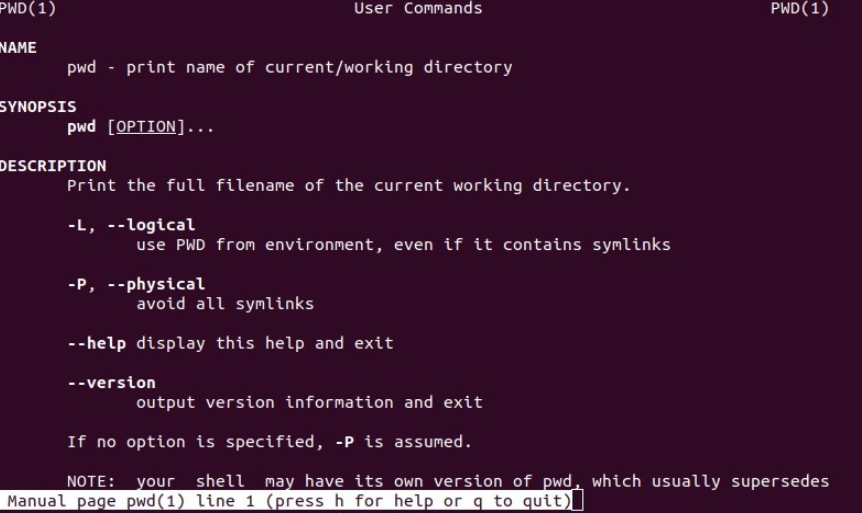 PWD(1) User Commands PWD(1)
NAME
pwd - print name of current/working directory
SYNOPSIS
pwd [OPTION]...
DESCRIPTION
Print the full filename of the current working directory.
-L, --logical
use PWD from environment, even if it contains symlinks
-P, --physical
avoid all symlinks
--help display this help and exit
--version
output version information and exit
If no option is specified, -P is assumed.
NOTE: your shell may have its own version of pwd, which usually supersedes
Manual page pwd(1) line 1 (press h for help or q to quit)